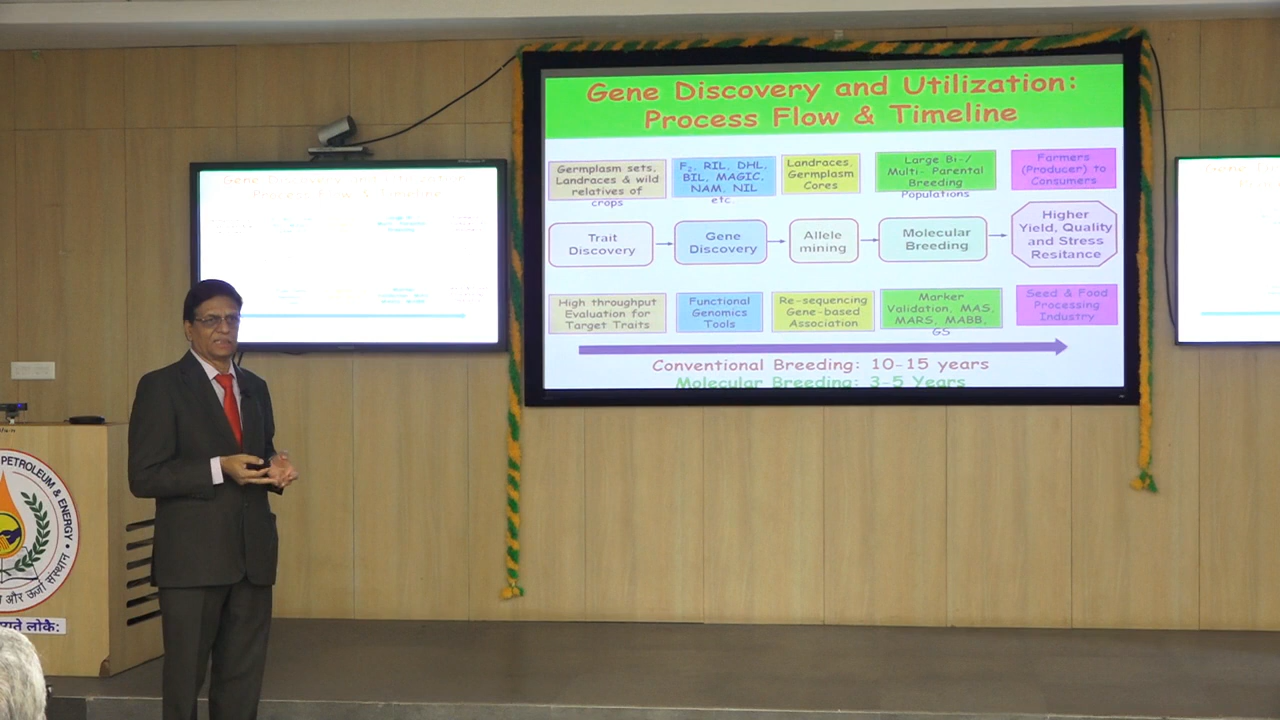 Gene Discovery and Utilization:
Process Flow & Timeline
Germplasm sets,
Landraces & wild
relatives of
crops
F₂, RIL, DHL,
BIL, MAGIC,
NAM, NIL
etc.
Landraces,
Germplasm
Cores
Large Bi-/
Multi- Parental
Breeding
Populations
Farmers
(Producer) to
Consumers
Trait
Discovery
Gene
Discovery
Allele
mining
Molecular
Breeding
Higher
Yield, Quality
and Stress
Resitance
High throughput
Evaluation for
Target Traits
Functional
Genomics
Tools
Re-sequencing
Gene-based
Association
Marker
Validation, MAS,
MARS, MABB,
GS
Seed & Food
Processing
Industry
Conventional Breeding: 10-15 years
Molecular Breeding: 3-5 Years
PETROLEUM & ENERGY
और ऊर्जा संस्थान
लोकै: